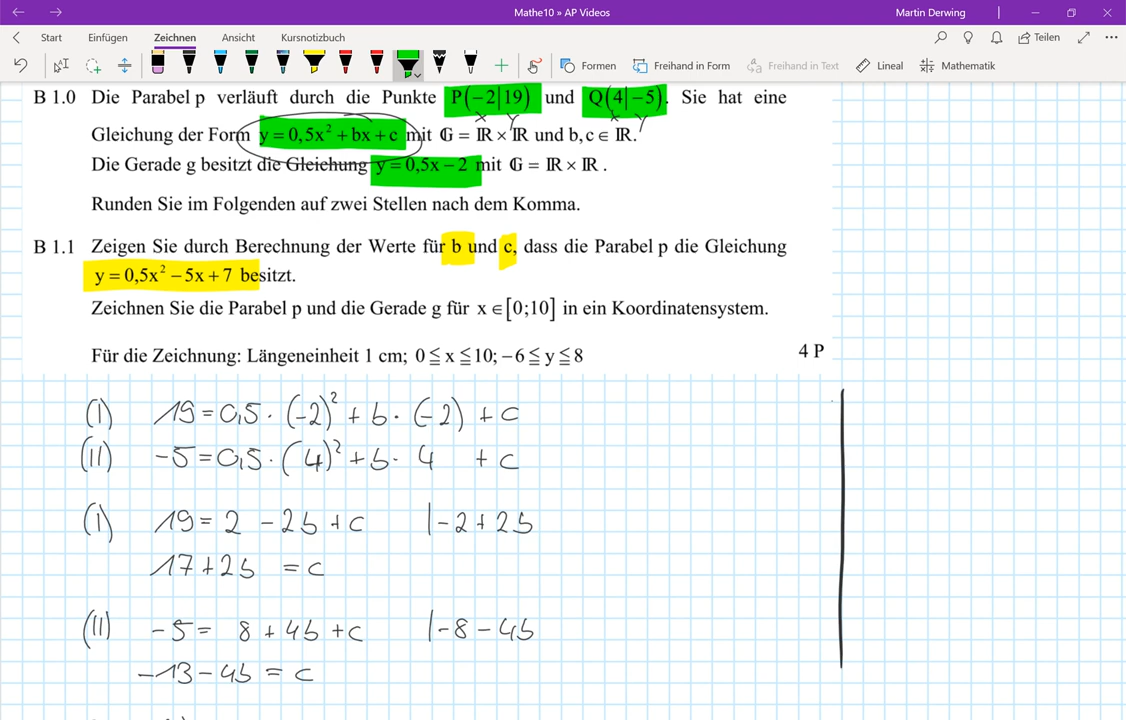 Mathe10 » AP Videos
Martin Derwing
Start Einfügen Zeichnen Ansicht Kursnotizbuch
Teilen
Formen Freihand in Form Freihand in Text Lineal Mathematik
B 1.0 Die Parabel p verläuft durch die Punkte P(−2|19) und Q(4|−5). Sie hat eine
x y x y
Gleichung der Form y = 0,5x² + bx + c mit 𝔾 = ℝ × ℝ und b, c ∈ ℝ.
Die Gerade g besitzt die Gleichung y = 0,5x − 2 mit 𝔾 = ℝ × ℝ .
Runden Sie im Folgenden auf zwei Stellen nach dem Komma.
B 1.1 Zeigen Sie durch Berechnung der Werte für b und c, dass die Parabel p die Gleichung
y = 0,5x² − 5x + 7 besitzt.
Zeichnen Sie die Parabel p und die Gerade g für x ∈ [0;10] in ein Koordinatensystem.
Für die Zeichnung: Längeneinheit 1 cm; 0 ≦ x ≦ 10; −6 ≦ y ≦ 8 4 P
(I) 19 = 0,5 · (−2)² + b · (−2) + c
(II) −5 = 0,5 · (4)² + b · 4 + c
(I) 19 = 2 − 2b + c |−2 + 2b
17 + 2b = c
(II) −5 = 8 + 4b + c |−8 − 4b
−13 − 4b = c